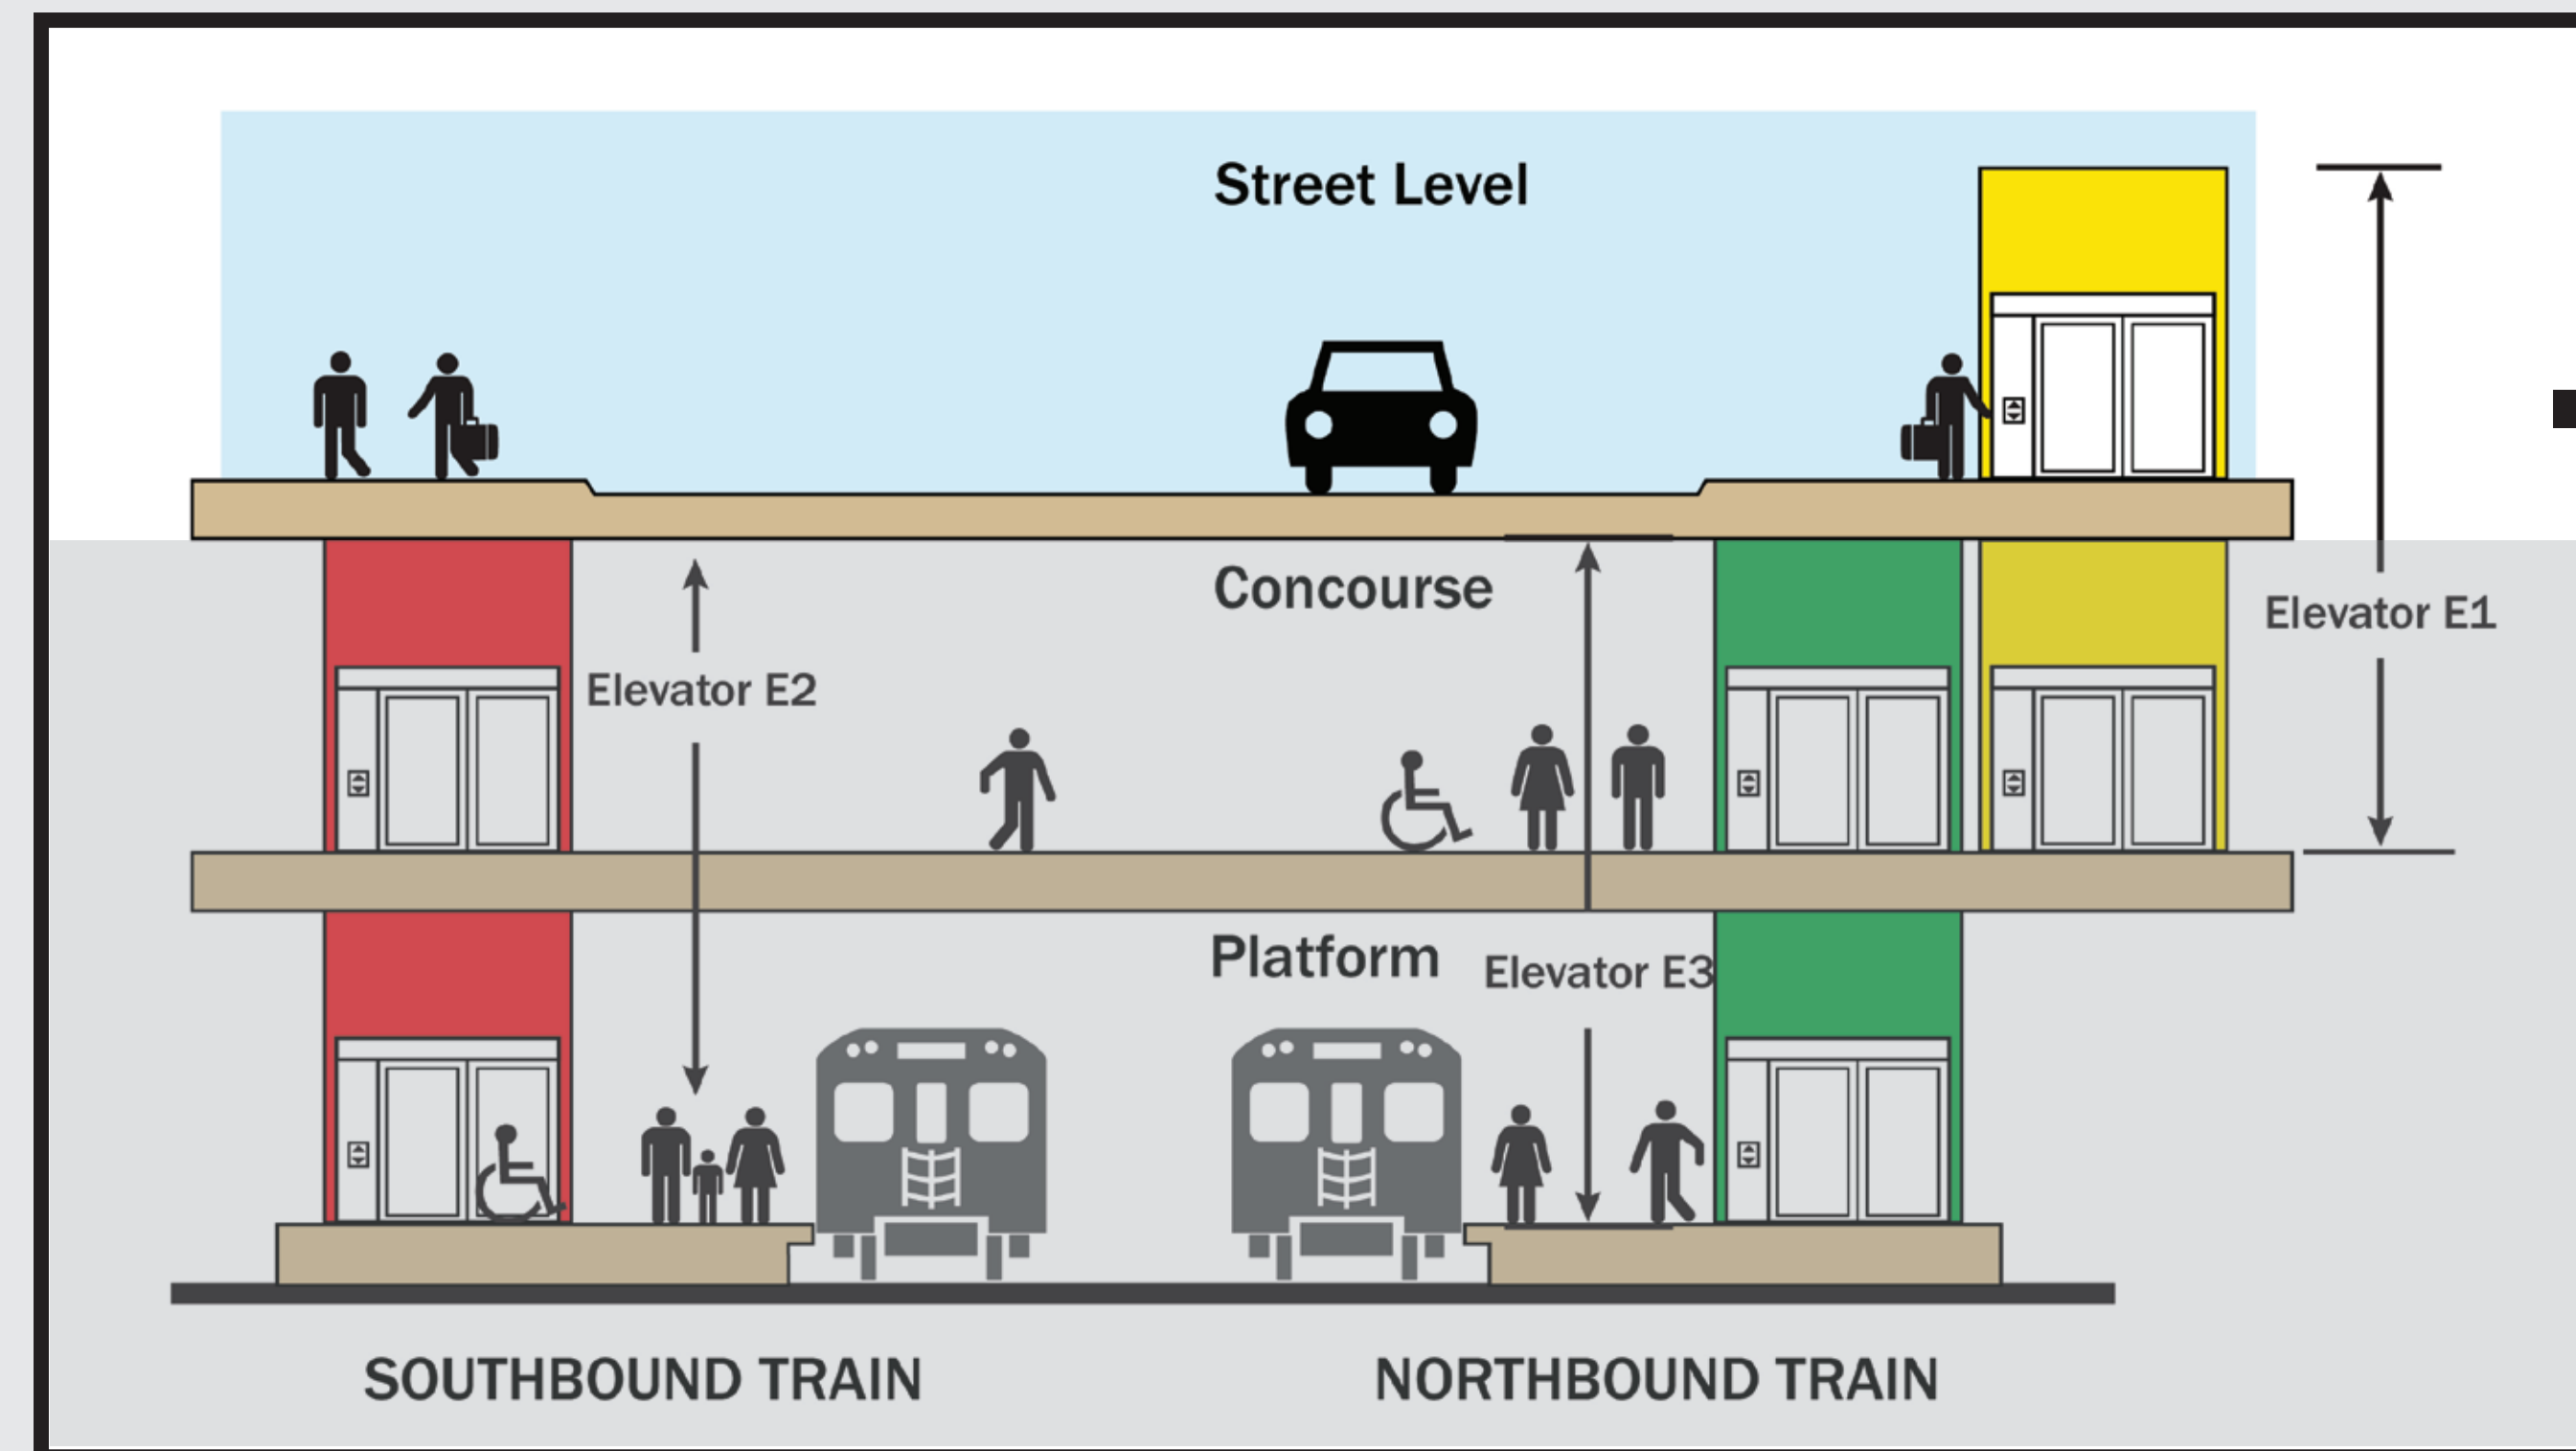 Street Level
Concourse
Elevator E1
Elevator E2
Platform
Elevator E3
SOUTHBOUND TRAIN
NORTHBOUND TRAIN